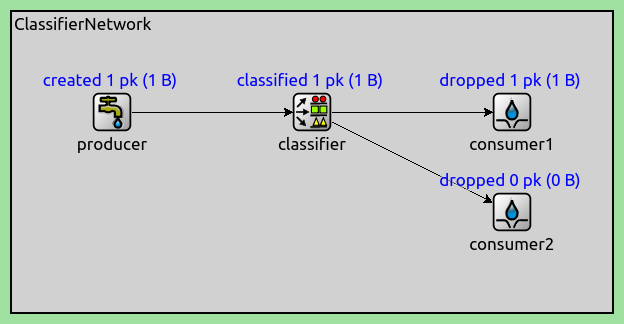 ClassifierNetwork
created 1 pk (1 B)
classified 1 pk (1 B)
dropped 1 pk (1 B)
producer
classifier
consumer1
dropped 0 pk (0 B)
consumer2